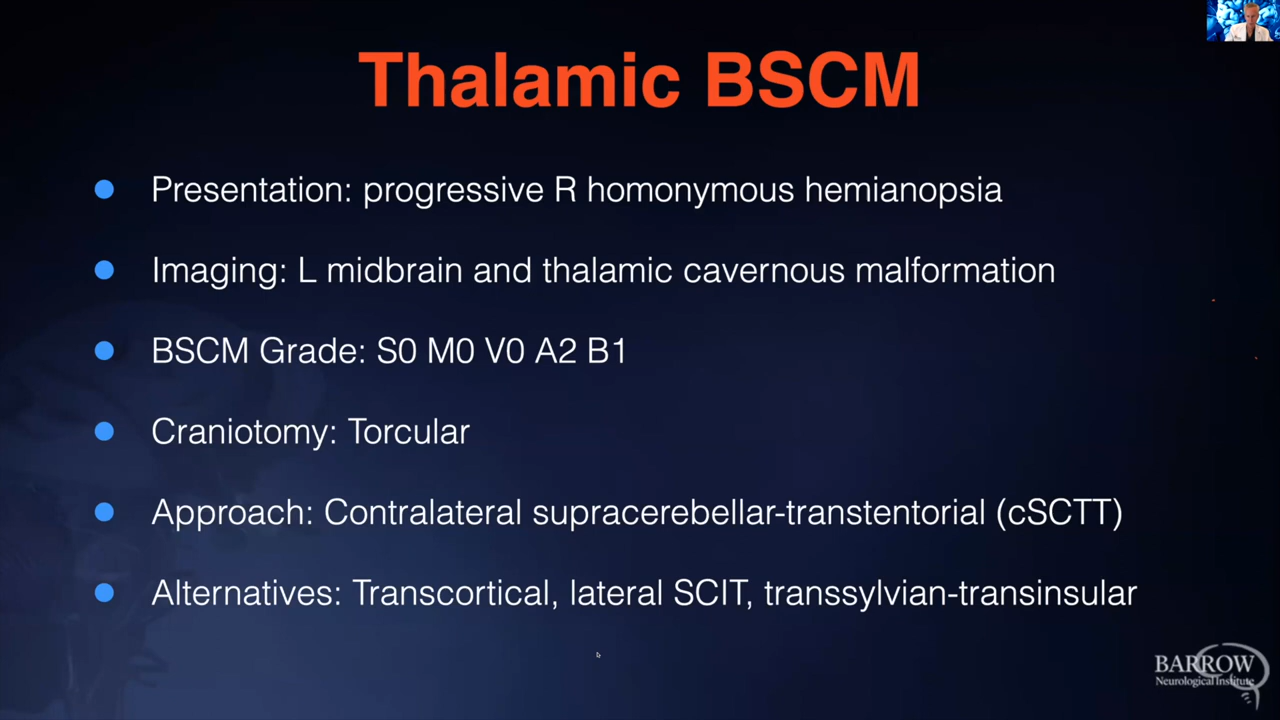 Thalamic BSCM
Presentation: progressive R homonymous hemianopsia
Imaging: L midbrain and thalamic cavernous malformation
BSCM Grade: S0 M0 V0 A2 B1
Craniotomy: Torcular
Approach: Contralateral supracerebellar-transtentorial (cSCTT)
Alternatives: Transcortical, lateral SCIT, transsylvian-transinsular
BARROW
Neurological Institute